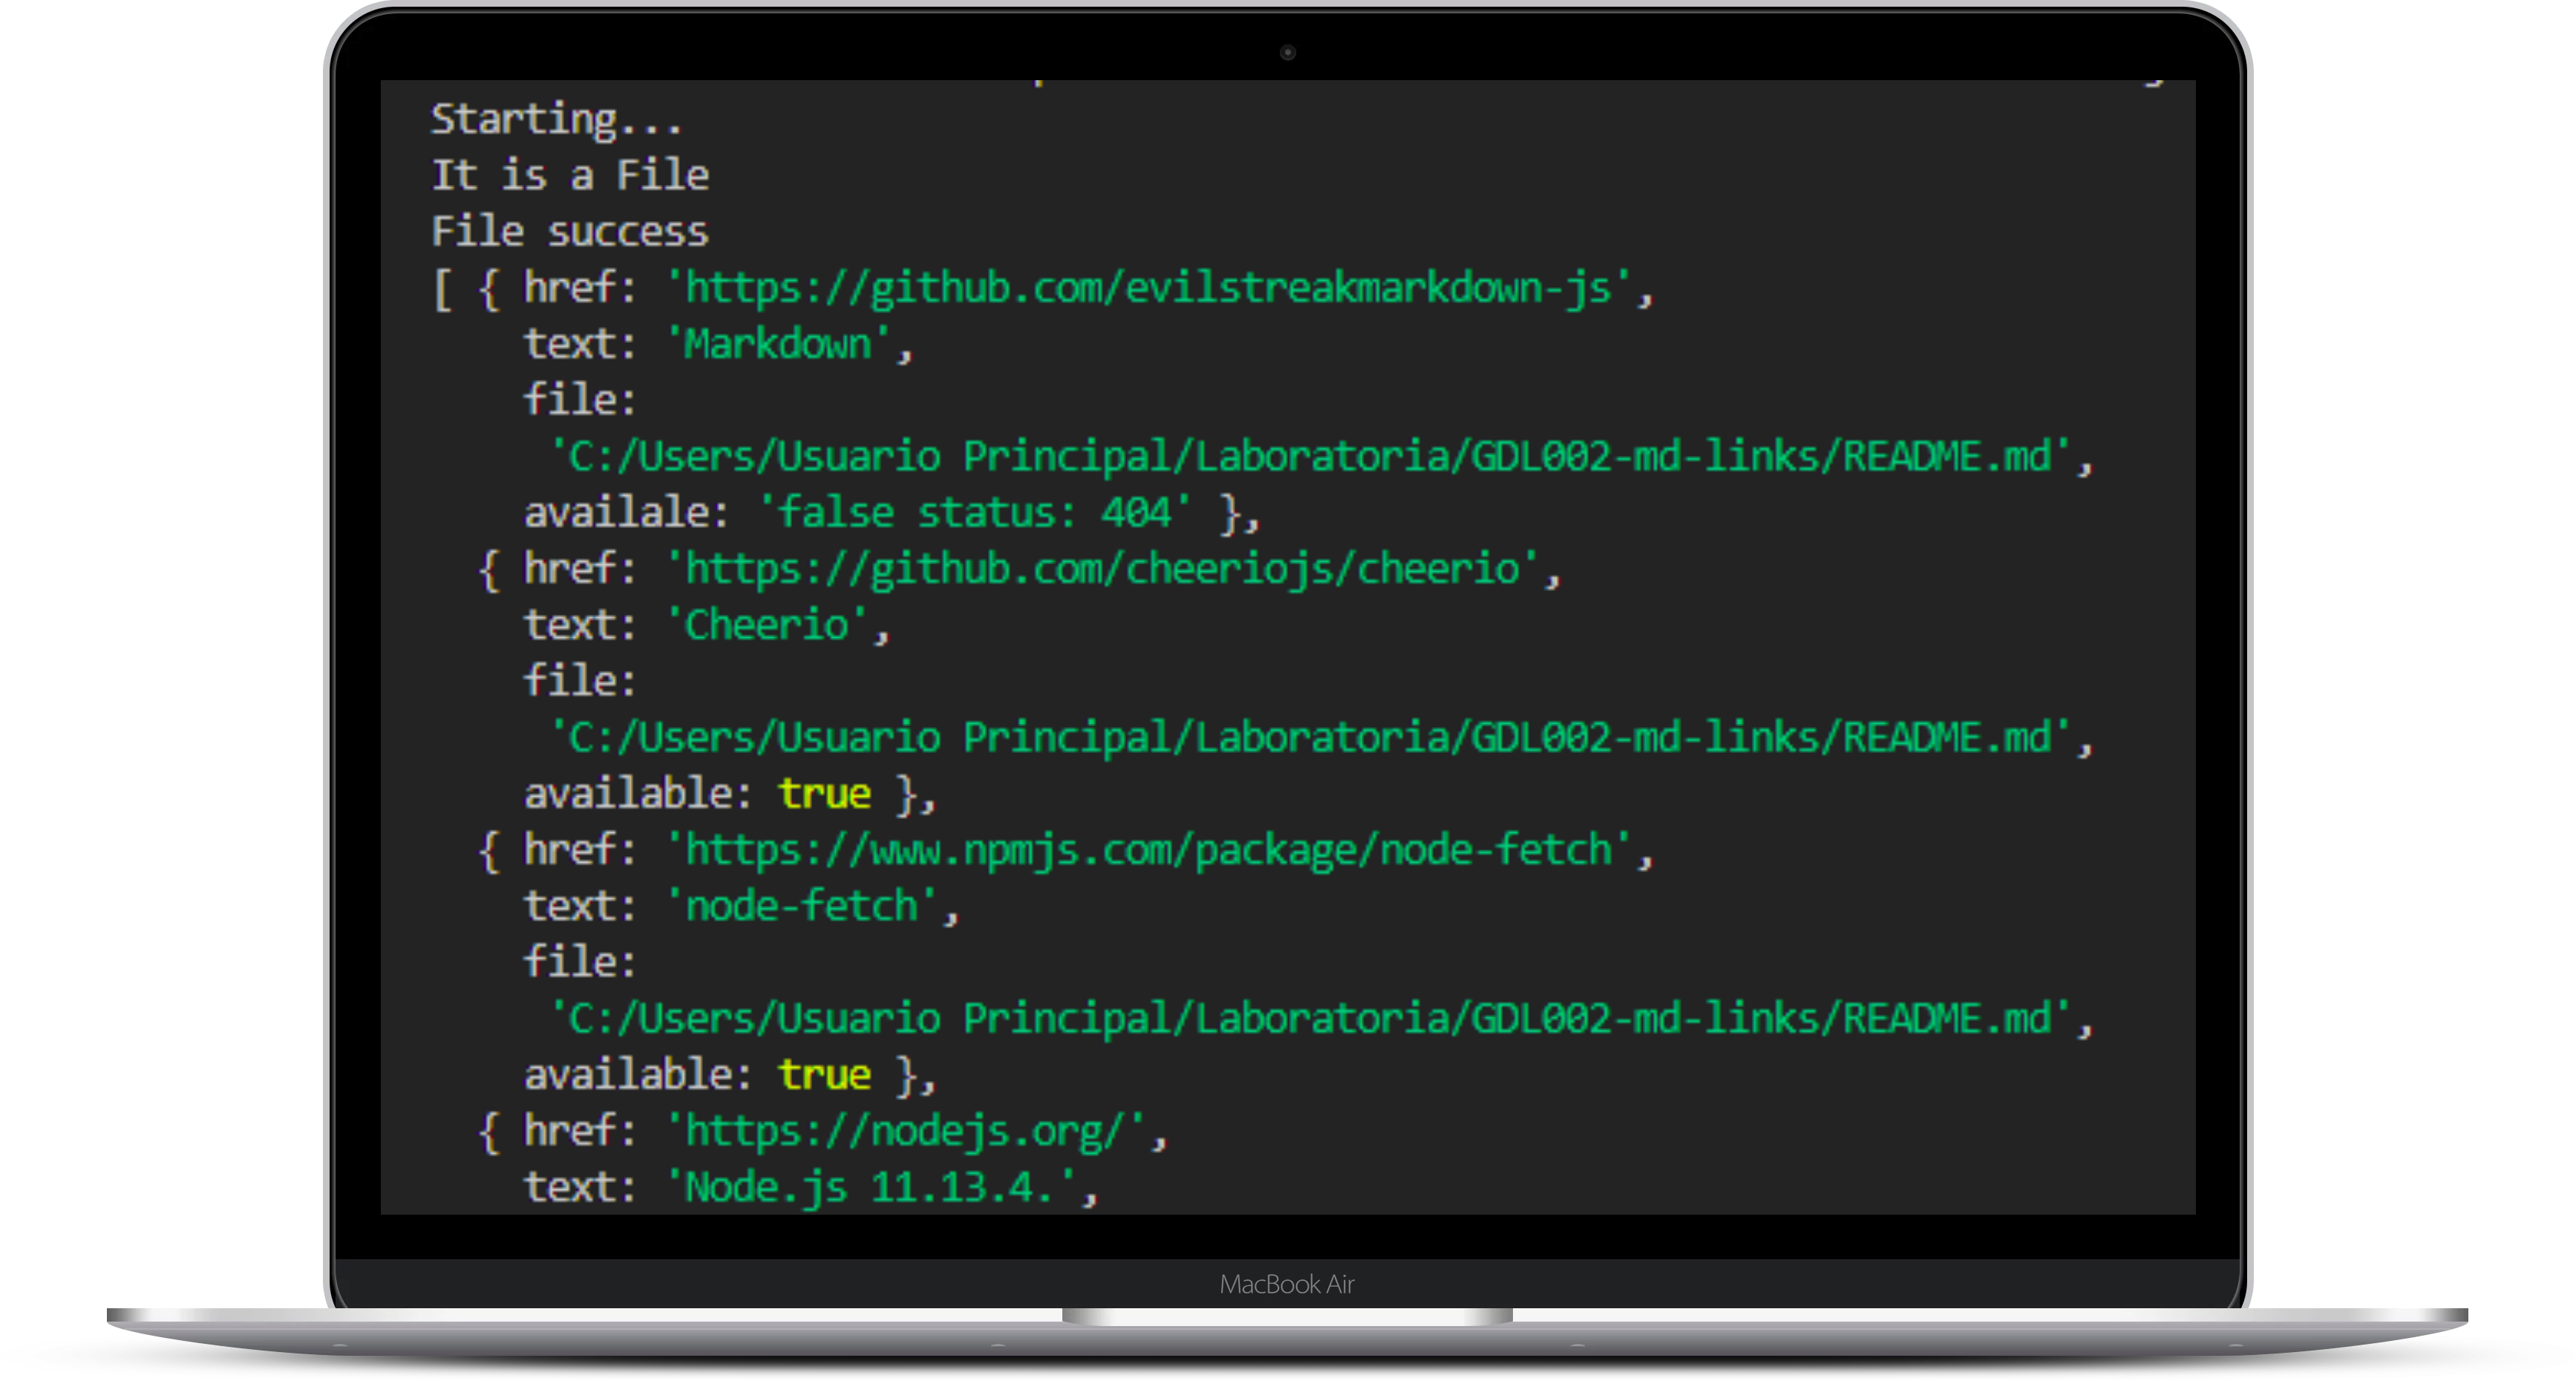 Starting...
It is a File
File success
[ { href: 'https://github.com/evilstreakmarkdown-js',
text: 'Markdown',
file:
'C:/Users/Usuario Principal/Laboratoria/GDL002-md-links/README.md',
availale: 'false status: 404' },
{ href: 'https://github.com/cheeriojs/cheerio',
text: 'Cheerio',
file:
'C:/Users/Usuario Principal/Laboratoria/GDL002-md-links/README.md',
available: true },
{ href: 'https://www.npmjs.com/package/node-fetch',
text: 'node-fetch',
file:
'C:/Users/Usuario Principal/Laboratoria/GDL002-md-links/README.md',
available: true },
{ href: 'https://nodejs.org/',
text: 'Node.js 11.13.4.',
MacBook Air